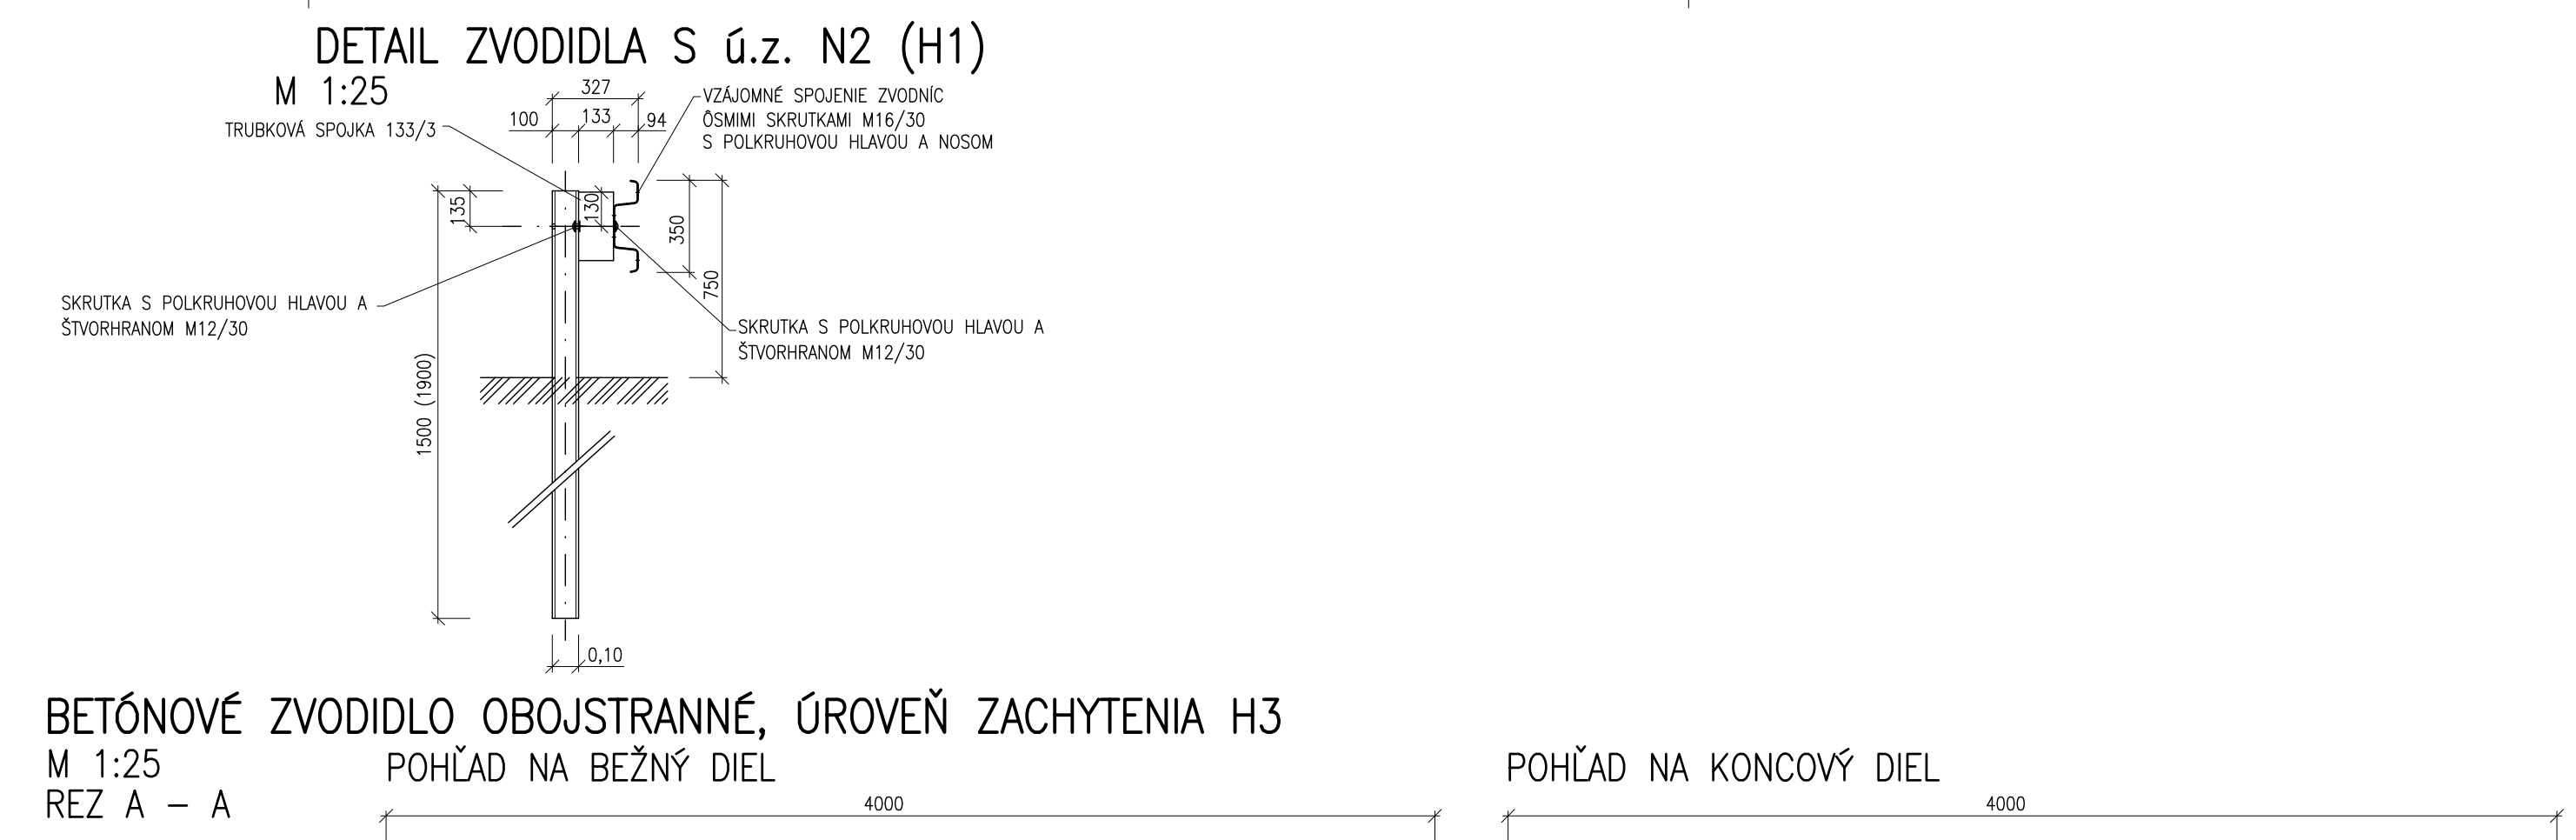 DETAIL ZVODIDLA S ú.z. N2 (H1)
M 1:25
327
VZÁJOMNÉ SPOJENIE ZVODNÍC
ÔSMIMI SKRUTKAMI M16/30
S POLKRUHOVOU HLAVOU A NOSOM
100
133
94
TRUBKOVÁ SPOJKA 133/3
135
130
350
750
SKRUTKA S POLKRUHOVOU HLAVOU A
ŠTVORHRANOM M12/30
SKRUTKA S POLKRUHOVOU HLAVOU A
ŠTVORHRANOM M12/30
1500 (1900)
0,10
BETÓNOVÉ ZVODIDLO OBOJSTRANNÉ, ÚROVEŇ ZACHYTENIA H3
M 1:25
POHĽAD NA BEŽNÝ DIEL
POHĽAD NA KONCOVÝ DIEL
REZ A – A
4000
4000